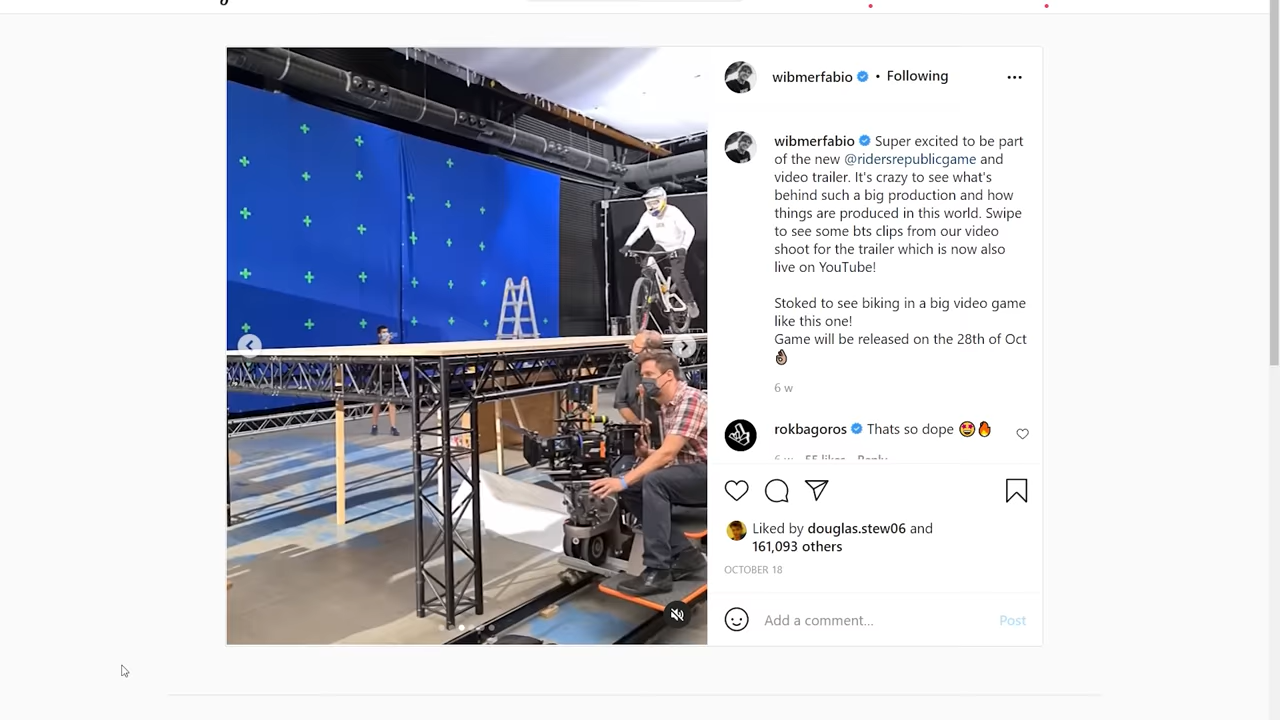 wibmerfabio • Following
wibmerfabio Super excited to be part
of the new @ridersrepublicgame and
video trailer. It's crazy to see what's
behind such a big production and how
things are produced in this world. Swipe
to see some bts clips from our video
shoot for the trailer which is now also
live on YouTube!
Stoked to see biking in a big video game
like this one!
Game will be released on the 28th of Oct
👌🏽
6 w
rokbagoros Thats so dope 🤩🔥
6 w 55 likes Reply
Liked by douglas.stew06 and
161,093 others
OCTOBER 18
Add a comment... Post